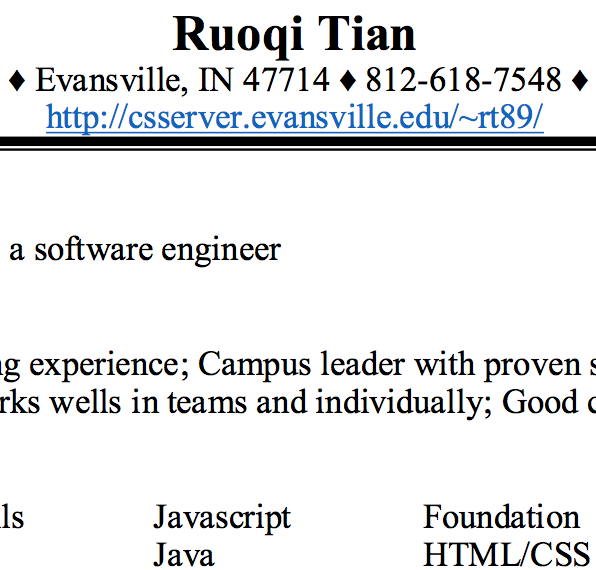 Ruoqi Tian
♦ Evansville, IN 47714 ♦ 812-618-7548 ♦
http://csserver.evansville.edu/~rt89/
a software engineer
ng experience; Campus leader with proven s
rks wells in teams and individually; Good c
lls Javascript Foundation
Java HTML/CSS